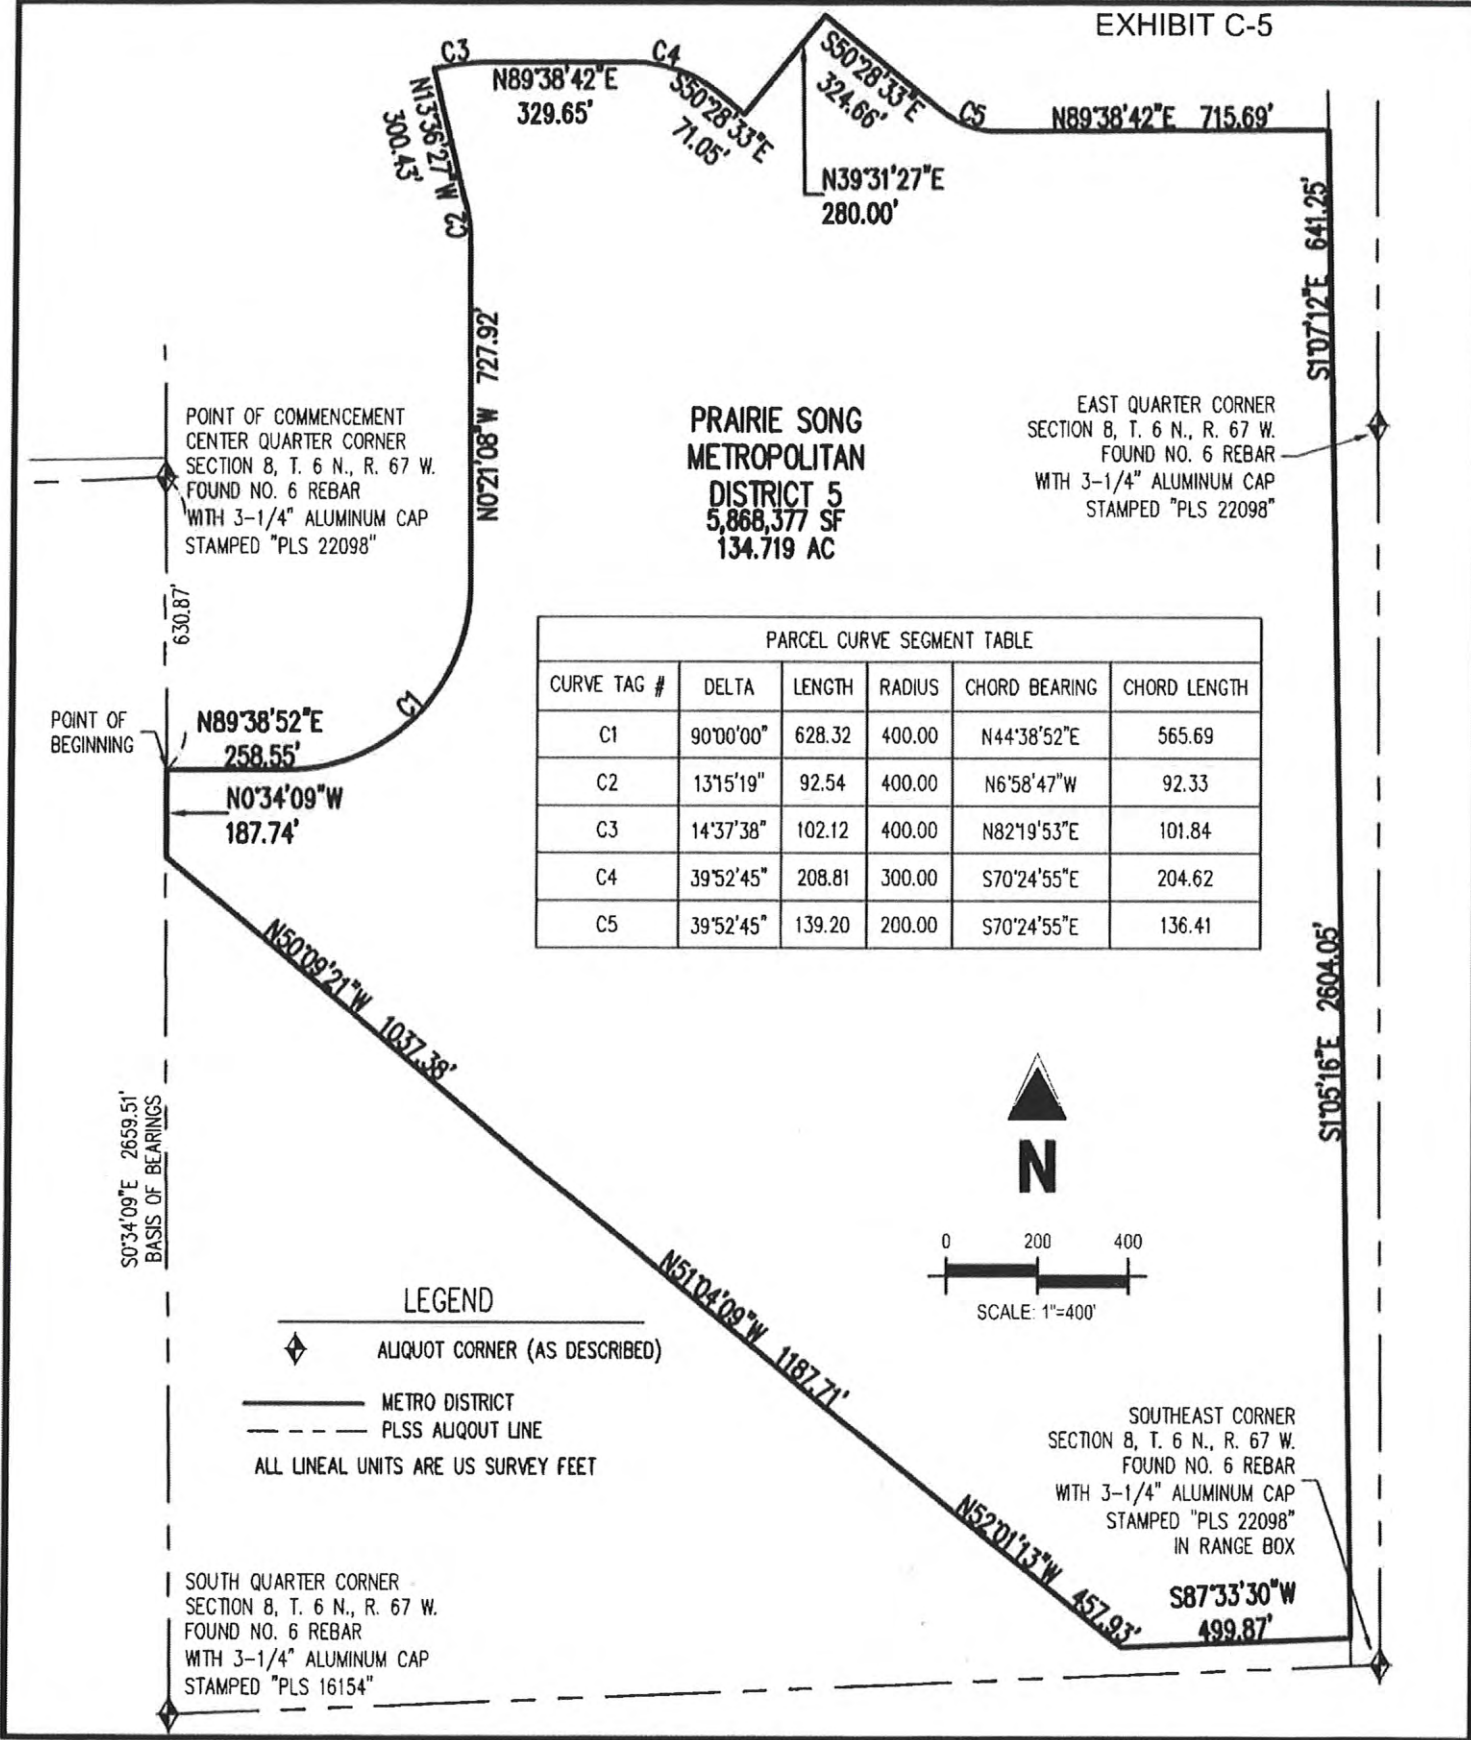 EXHIBIT C-5
C3
C4
N89°38'42"E
329.65'
S50°28'33"E
71.05'
S50°28'33"E
324.66'
C5
N89°38'42"E 715.69'
N39°31'27"E
280.00'
N13°36'27"W
300.43'
C2
N0°21'08"W 727.92'
S1°07'12"E 641.25'
POINT OF COMMENCEMENT
CENTER QUARTER CORNER
SECTION 8, T. 6 N., R. 67 W.
FOUND NO. 6 REBAR
WITH 3-1/4" ALUMINUM CAP
STAMPED "PLS 22098"
PRAIRIE SONG
METROPOLITAN
DISTRICT 5
5,868,377 SF
134.719 AC
EAST QUARTER CORNER
SECTION 8, T. 6 N., R. 67 W.
FOUND NO. 6 REBAR
WITH 3-1/4" ALUMINUM CAP
STAMPED "PLS 22098"
630.87'
C1
POINT OF
BEGINNING
N89°38'52"E
258.55'
N0°34'09"W
187.74'
PARCEL CURVE SEGMENT TABLE
CURVE TAG # DELTA LENGTH RADIUS CHORD BEARING CHORD LENGTH
C1 90°00'00" 628.32 400.00 N44°38'52"E 565.69
C2 13°15'19" 92.54 400.00 N6°58'47"W 92.33
C3 14°37'38" 102.12 400.00 N82°19'53"E 101.84
C4 39°52'45" 208.81 300.00 S70°24'55"E 204.62
C5 39°52'45" 139.20 200.00 S70°24'55"E 136.41
N50°09'21"W 1037.38'
S1°05'16"E 2604.05'
S0°34'09"E 2659.51'
BASIS OF BEARINGS
N
0 200 400
SCALE: 1"=400'
N51°04'09"W 1187.71'
LEGEND
ALIQUOT CORNER (AS DESCRIBED)
METRO DISTRICT
PLSS ALIQOUT LINE
ALL LINEAL UNITS ARE US SURVEY FEET
SOUTHEAST CORNER
SECTION 8, T. 6 N., R. 67 W.
FOUND NO. 6 REBAR
WITH 3-1/4" ALUMINUM CAP
STAMPED "PLS 22098"
IN RANGE BOX
N52°01'13"W 457.93'
S87°33'30"W
499.87'
SOUTH QUARTER CORNER
SECTION 8, T. 6 N., R. 67 W.
FOUND NO. 6 REBAR
WITH 3-1/4" ALUMINUM CAP
STAMPED "PLS 16154"